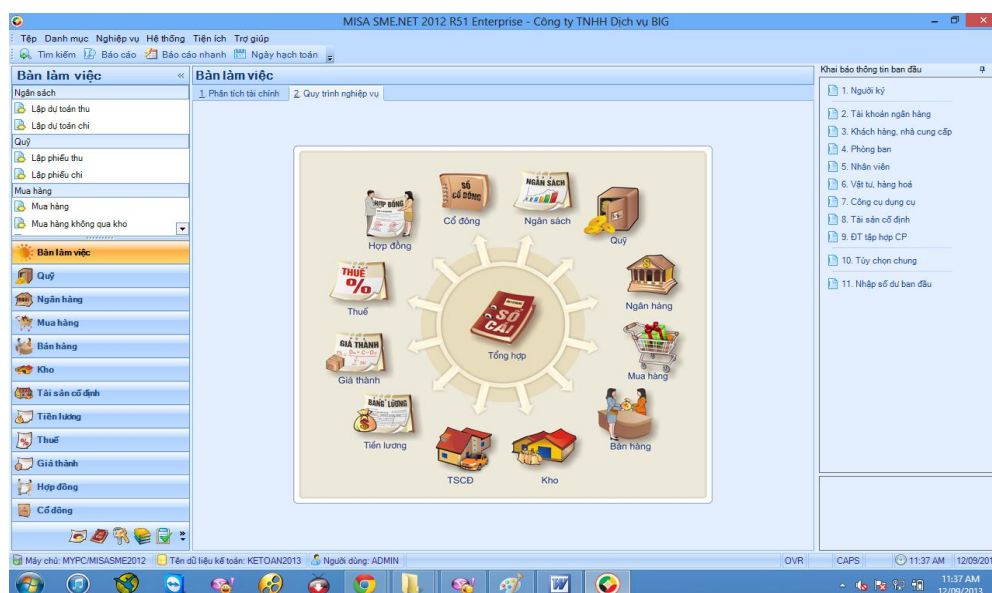 MISA SME.NET 2012 R51 Enterprise - Công ty TNHH Dịch vụ BIG
Tệp Danh mục Nghiệp vụ Hệ thống Tiện ích Trợ giúp
Tìm kiếm Báo cáo Báo cáo nhanh Ngày hạch toán
Bàn làm việc «
Ngân sách
Lập dự toán thu
Lập dự toán chi
Quỹ
Lập phiếu thu
Lập phiếu chi
Mua hàng
Mua hàng
Mua hàng không qua kho
Bàn làm việc
Quỹ
Ngân hàng
Mua hàng
Bán hàng
Kho
Tài sản cố định
Tiền lương
Thuế
Giá thành
Hợp đồng
Cổ đông
Bàn làm việc
1. Phân tích tài chính 2. Quy trình nghiệp vụ
HỢP ĐỒNG
Hợp đồng
SỔ
CỔ ĐÔNG
Cổ đông
NGÂN SÁCH
Ngân sách
Quỹ
THUẾ
%
Thuế
Ngân hàng
SỔ
CÁI
Tổng hợp
GIÁ THÀNH
Giá thành
Mua hàng
BẢNG LƯƠNG
Tiền lương
TSCĐ
Kho
Bán hàng
Khai báo thông tin ban đầu
1. Người ký
2. Tài khoản ngân hàng
3. Khách hàng, nhà cung cấp
4. Phòng ban
5. Nhân viên
6. Vật tư, hàng hoá
7. Công cụ dụng cụ
8. Tài sản cố định
9. ĐT tập hợp CP
10. Tùy chọn chung
11. Nhập số dư ban đầu
Máy chủ: MYPC/MISASME2012 Tên dữ liệu kế toán: KETOAN2013 Người dùng: ADMIN OVR CAPS 11:37 AM 12/09/201
11:37 AM
12/09/2013